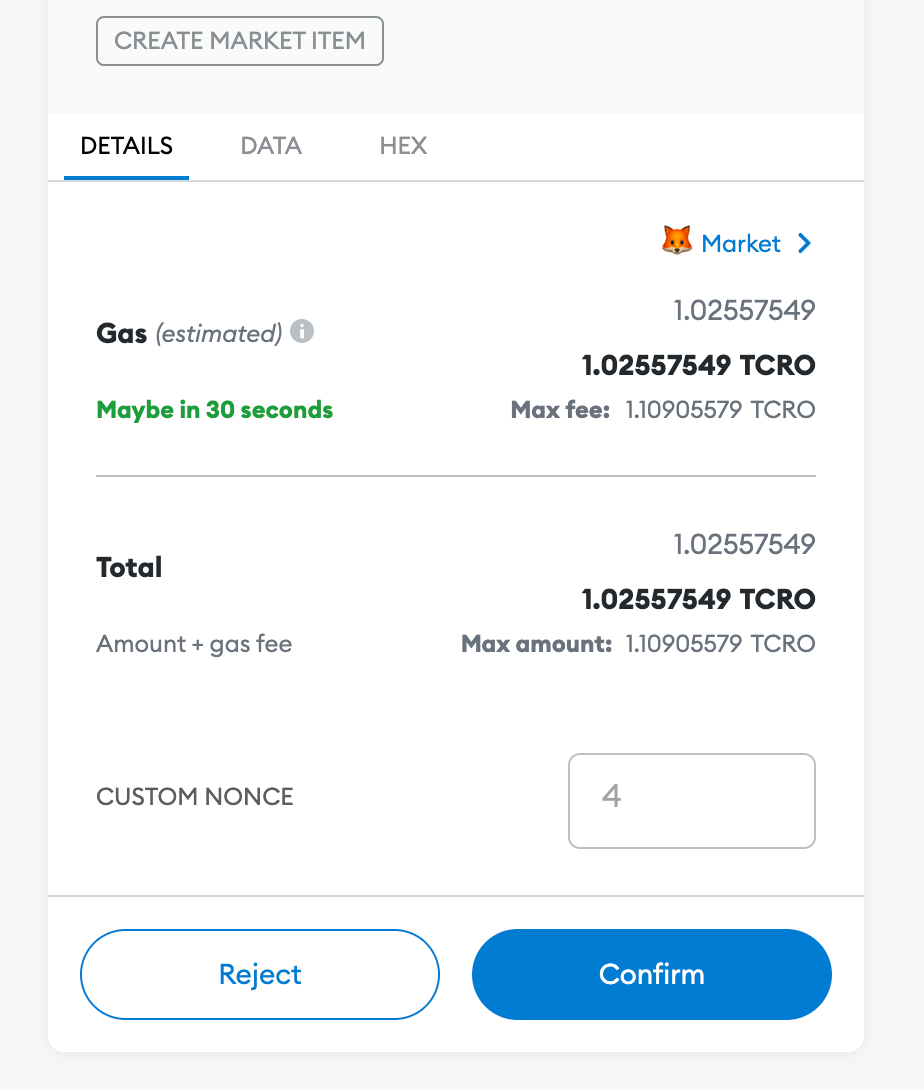 CREATE MARKET ITEM
DETAILS DATA HEX
Market
1.02557549
Gas (estimated)
1.02557549 TCRO
Maybe in 30 seconds Max fee: 1.10905579 TCRO
1.02557549
Total
1.02557549 TCRO
Amount + gas fee Max amount: 1.10905579 TCRO
CUSTOM NONCE 4
Reject Confirm